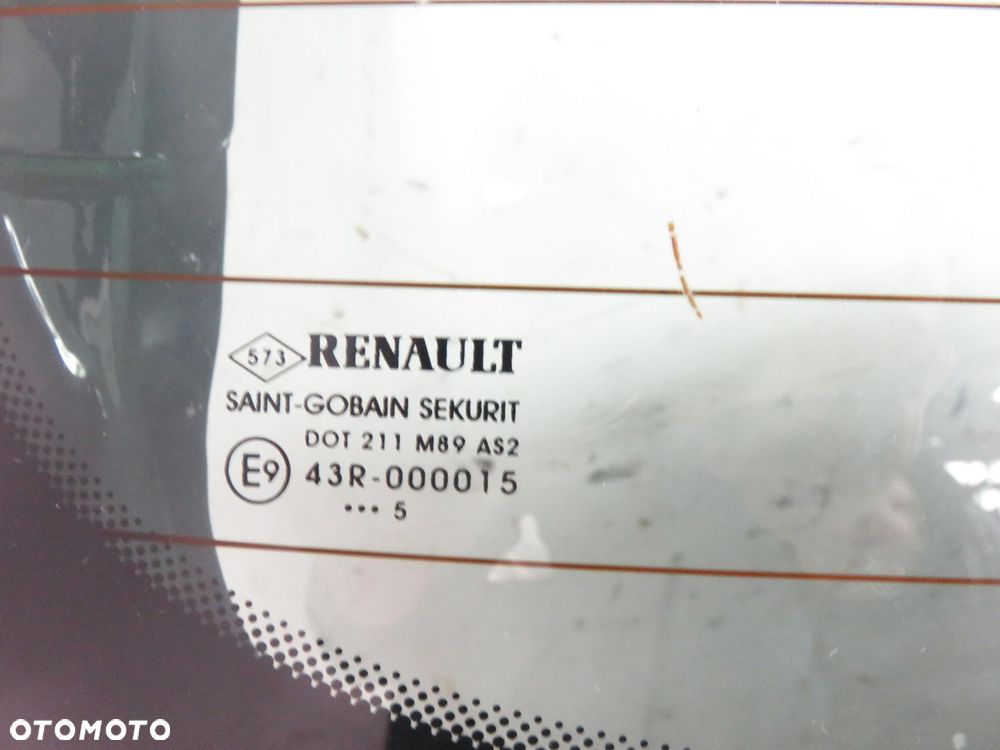 573 RENAULT
SAINT-GOBAIN SEKURIT
DOT 211 M89 AS2
E9 43R-000015
••• 5
OTOMOTO